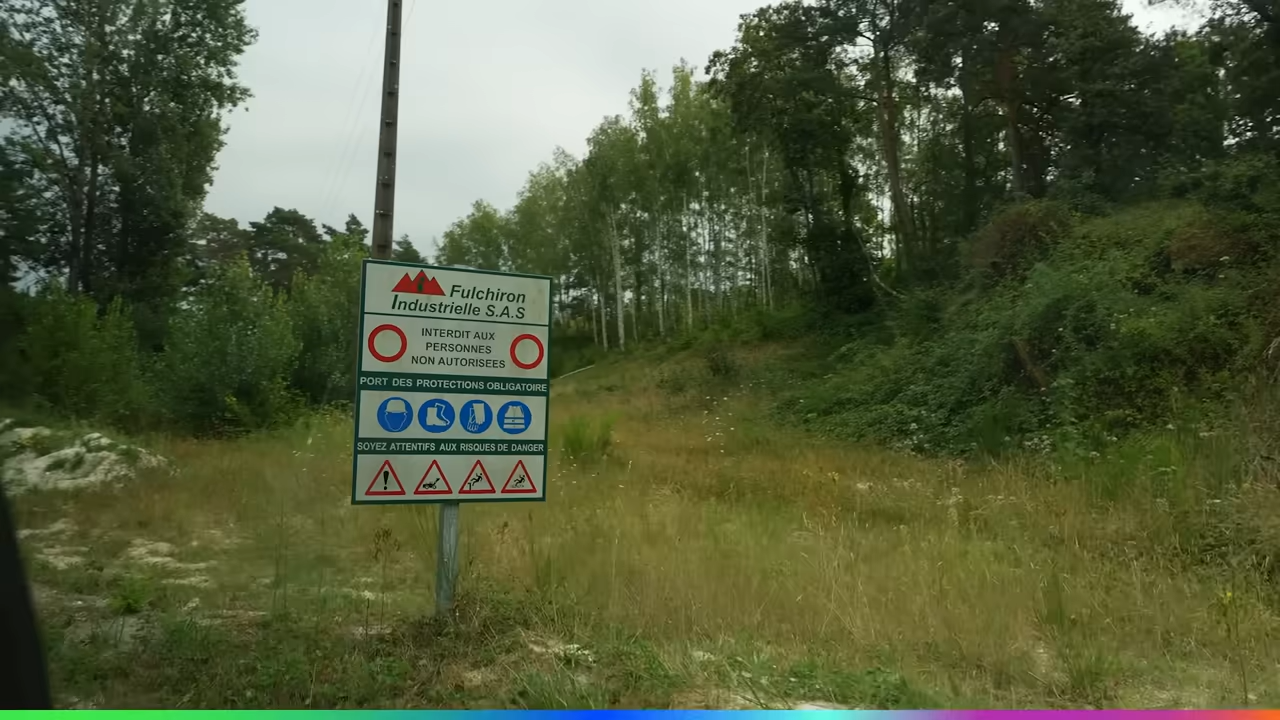 Fulchiron
Industrielle S.A.S
INTERDIT AUX
PERSONNES
NON AUTORISEES
PORT DES PROTECTIONS OBLIGATOIRE
SOYEZ ATTENTIFS AUX RISQUES DE DANGER